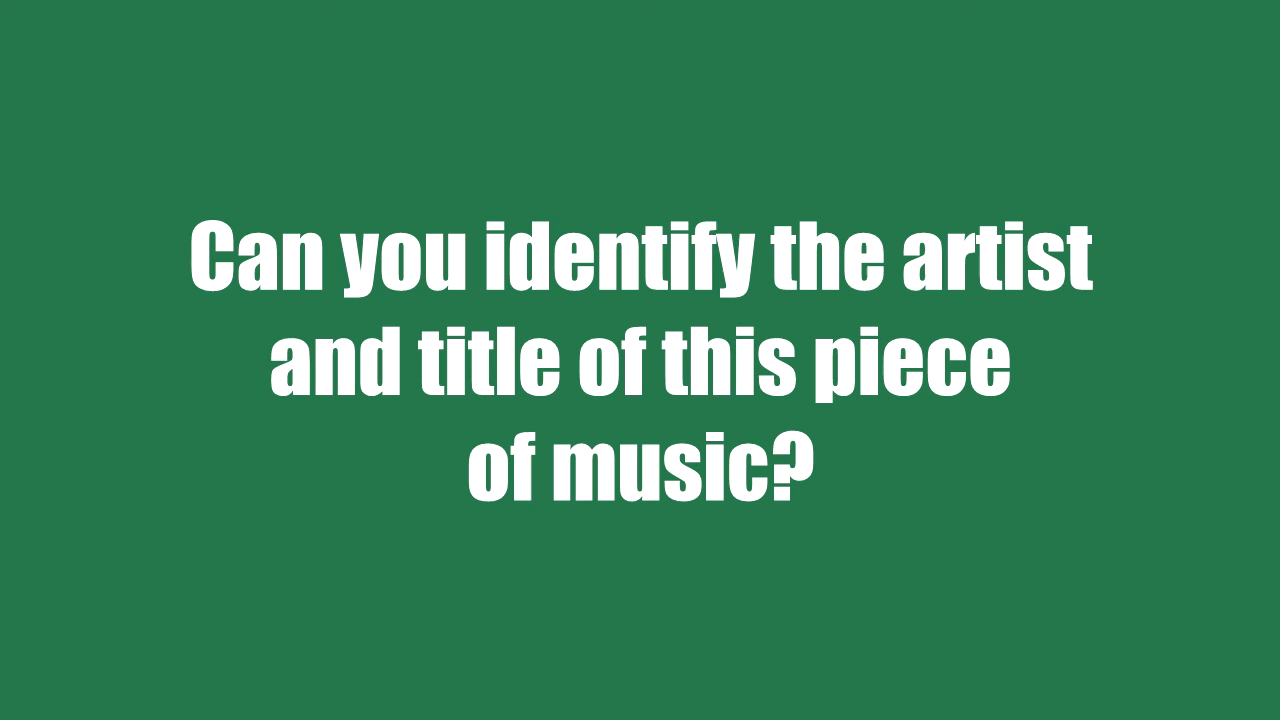 Can you identify the artist
and title of this piece
of music?